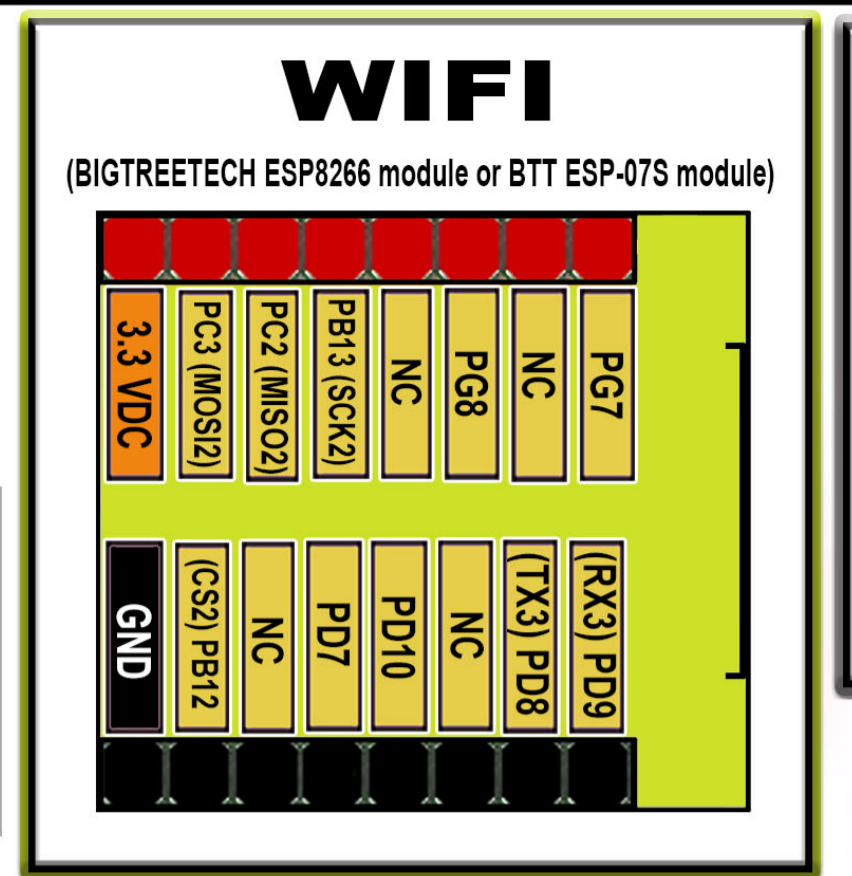 WIFI
(BIGTREETECH ESP8266 module or BTT ESP-07S module)
3.3 VDC
PC3 (MOSI2)
PC2 (MISO2)
PB13 (SCK2)
NC
PG8
NC
PG7
GND
(CS2) PB12
NC
PD7
PD10
NC
(TX3) PD8
(RX3) PD9